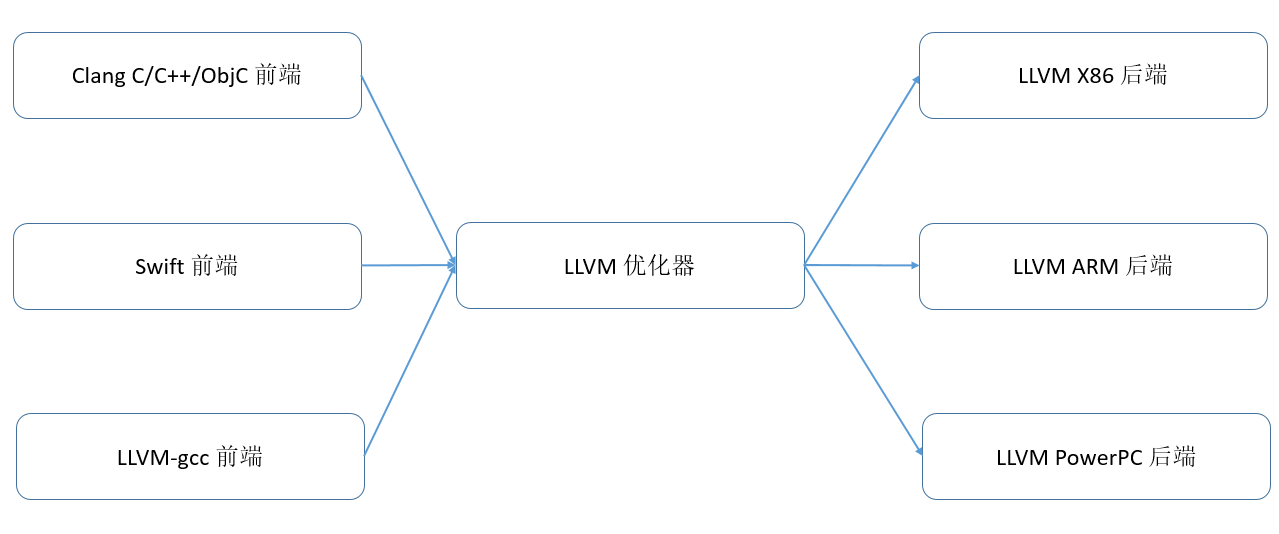 Clang C/C++/ObjC 前端
Swift 前端
LLVM-gcc 前端
LLVM 优化器
LLVM X86 后端
LLVM ARM 后端
LLVM PowerPC 后端